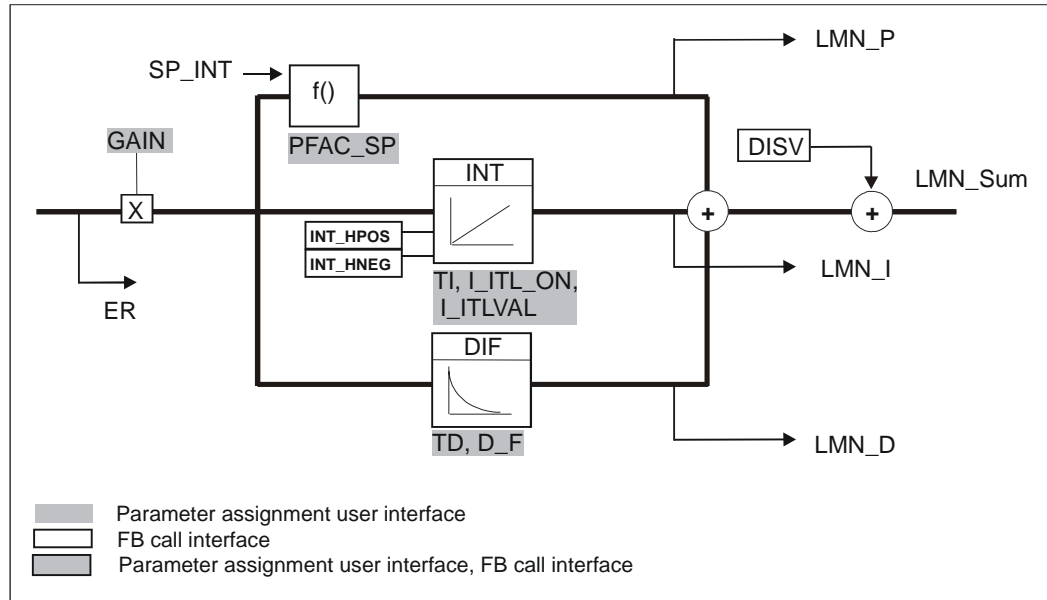 LMN_P
SP_INT
f()
GAIN
PFAC_SP
DISV
INT
LMN_Sum
X
+
+
INT_HPOS
INT_HNEG
LMN_I
TI, I_ITL_ON,
I_ITLVAL
ER
DIF
TD, D_F
LMN_D
Parameter assignment user interface
FB call interface
Parameter assignment user interface, FB call interface